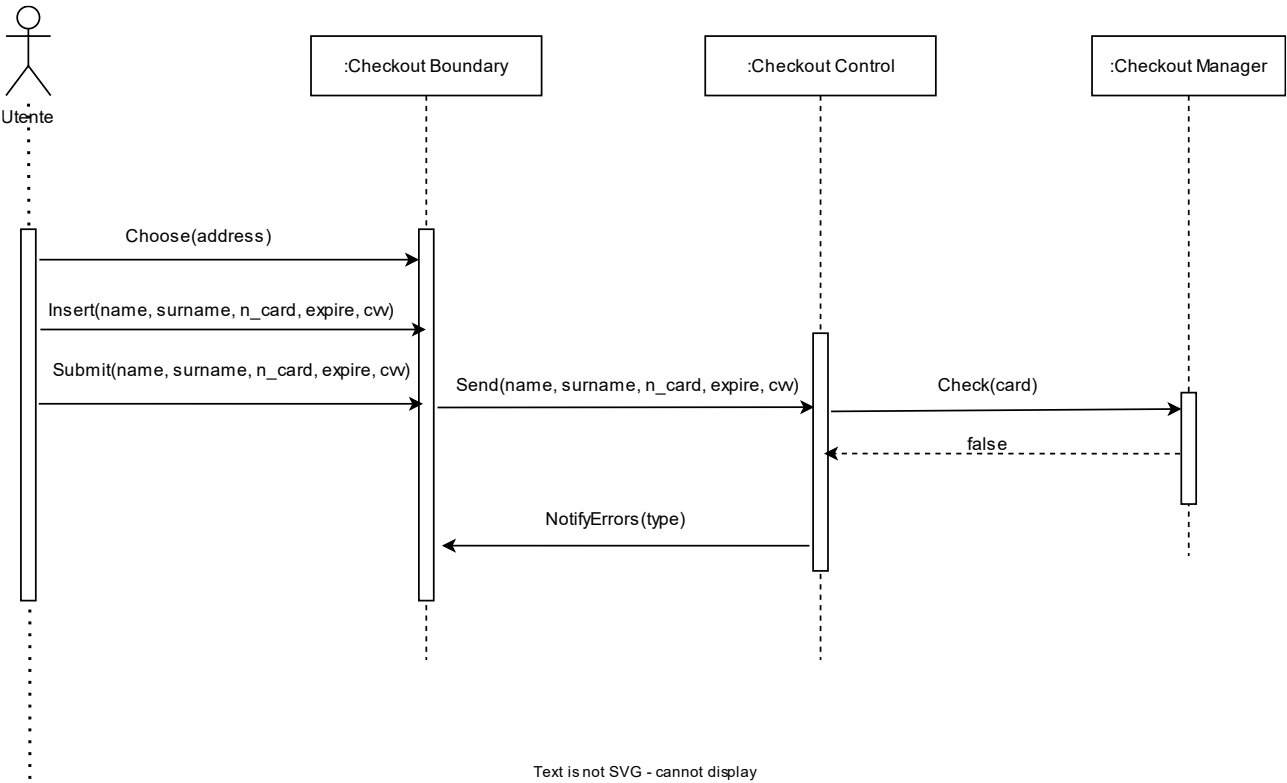 Utente
:Checkout Boundary
:Checkout Control
:Checkout Manager
Choose(address)
Insert(name, surname, n_card, expire, cvv)
Submit(name, surname, n_card, expire, cvv)
Send(name, surname, n_card, expire, cvv)
Check(card)
false
NotifyErrors(type)
Text is not SVG - cannot display